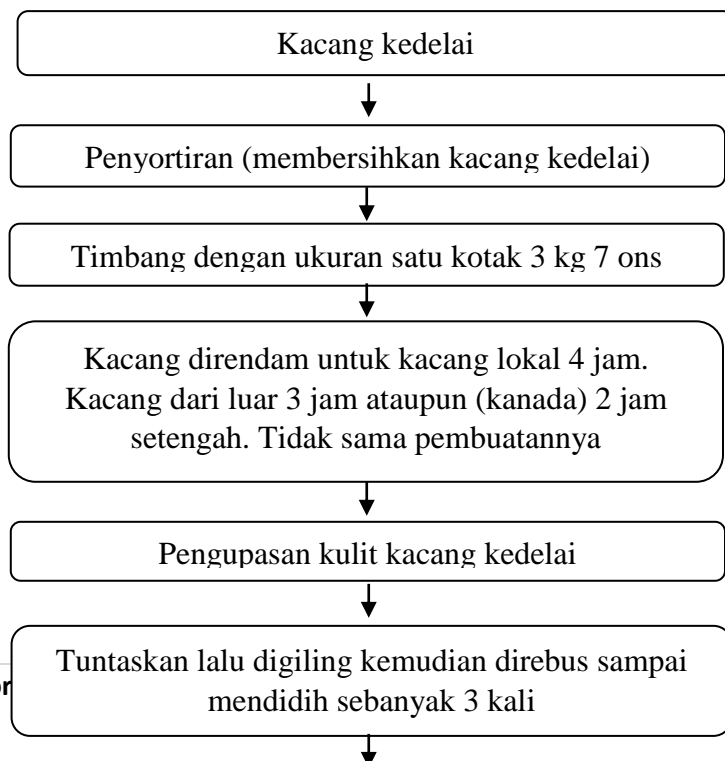 Kacang kedelai
Penyortiran (membersihkan kacang kedelai)
Timbang dengan ukuran satu kotak 3 kg 7 ons
Kacang direndam untuk kacang lokal 4 jam.
Kacang dari luar 3 jam ataupun (kanada) 2 jam
setengah. Tidak sama pembuatannya
Pengupasan kulit kacang kedelai
Tuntaskan lalu digiling kemudian direbus sampai
mendidih sebanyak 3 kali